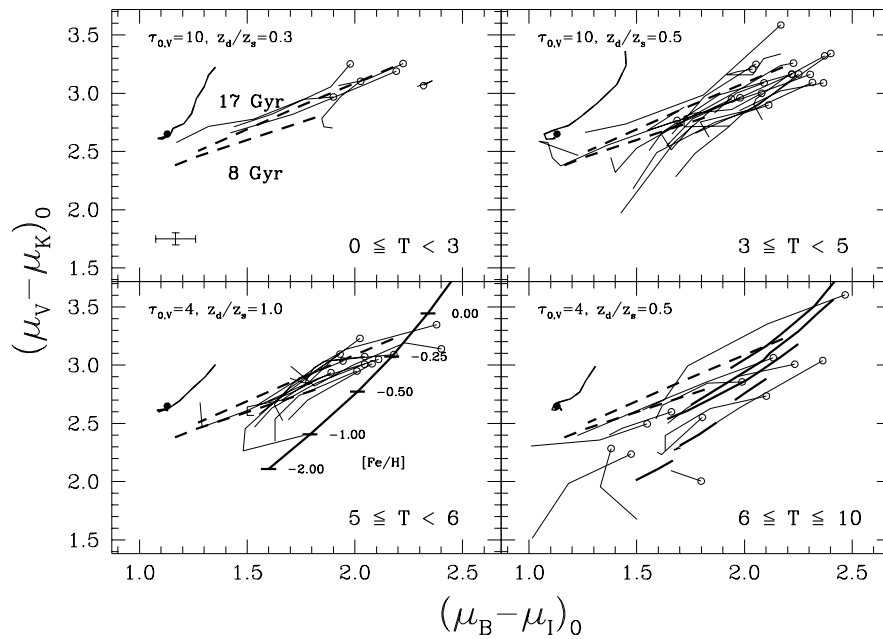 τ0,V=10, zd/zs=0.3
17 Gyr
8 Gyr
0 ≤ T < 3
τ0,V=10, zd/zs=0.5
3 ≤ T < 5
3.5
3.0
2.5
2.0
1.5
(μV−μK)0
τ0,V=4, zd/zs=1.0
0.00
−0.25
−0.50
−1.00
−2.00
[Fe/H]
5 ≤ T < 6
τ0,V=4, zd/zs=0.5
6 ≤ T ≤ 10
3.5
3.0
2.5
2.0
1.5
1.0 1.5 2.0 2.5 1.0 1.5 2.0 2.5
(μB−μI)0